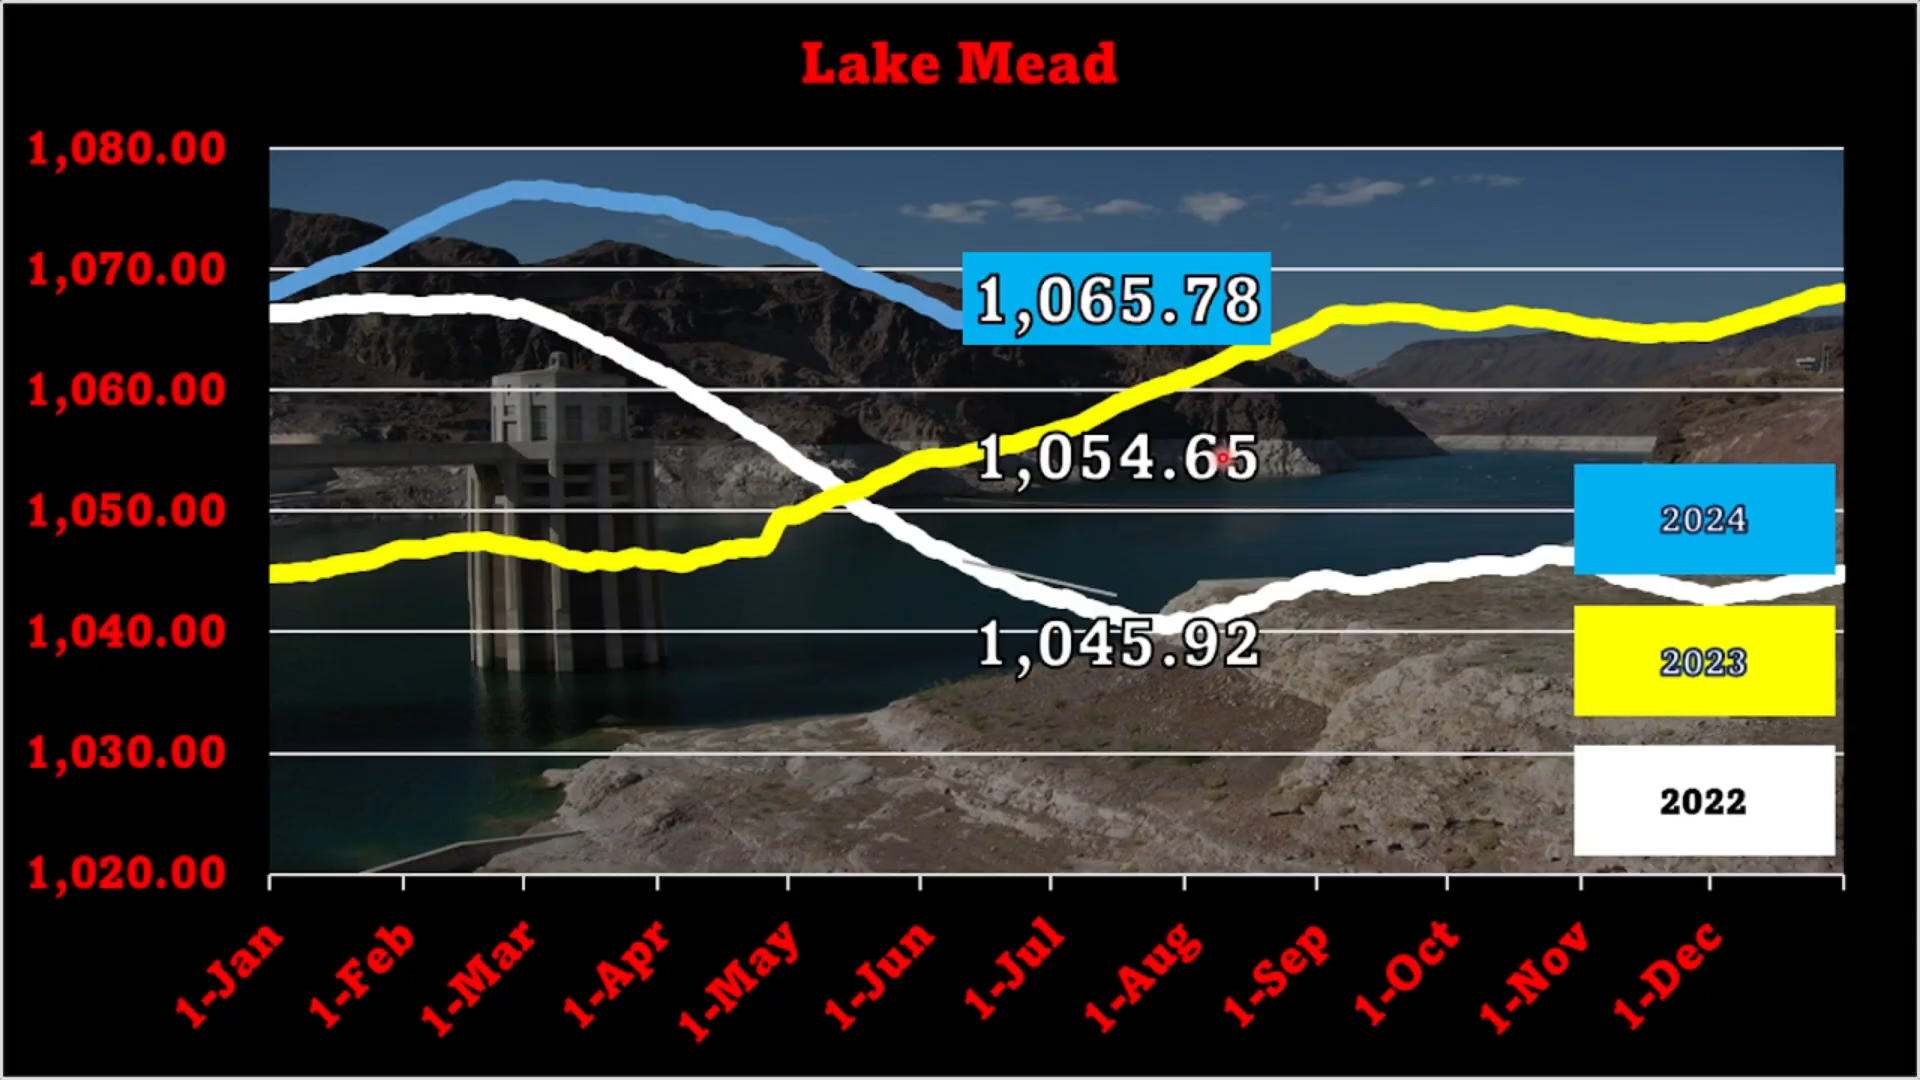 Lake Mead
1,080.00
1,070.00
1,060.00
1,050.00
1,040.00
1,030.00
1,020.00
1,065.78
1,054.65
1,045.92
2024
2023
2022
1-Jan
1-Feb
1-Mar
1-Apr
1-May
1-Jun
1-Jul
1-Aug
1-Sep
1-Oct
1-Nov
1-Dec